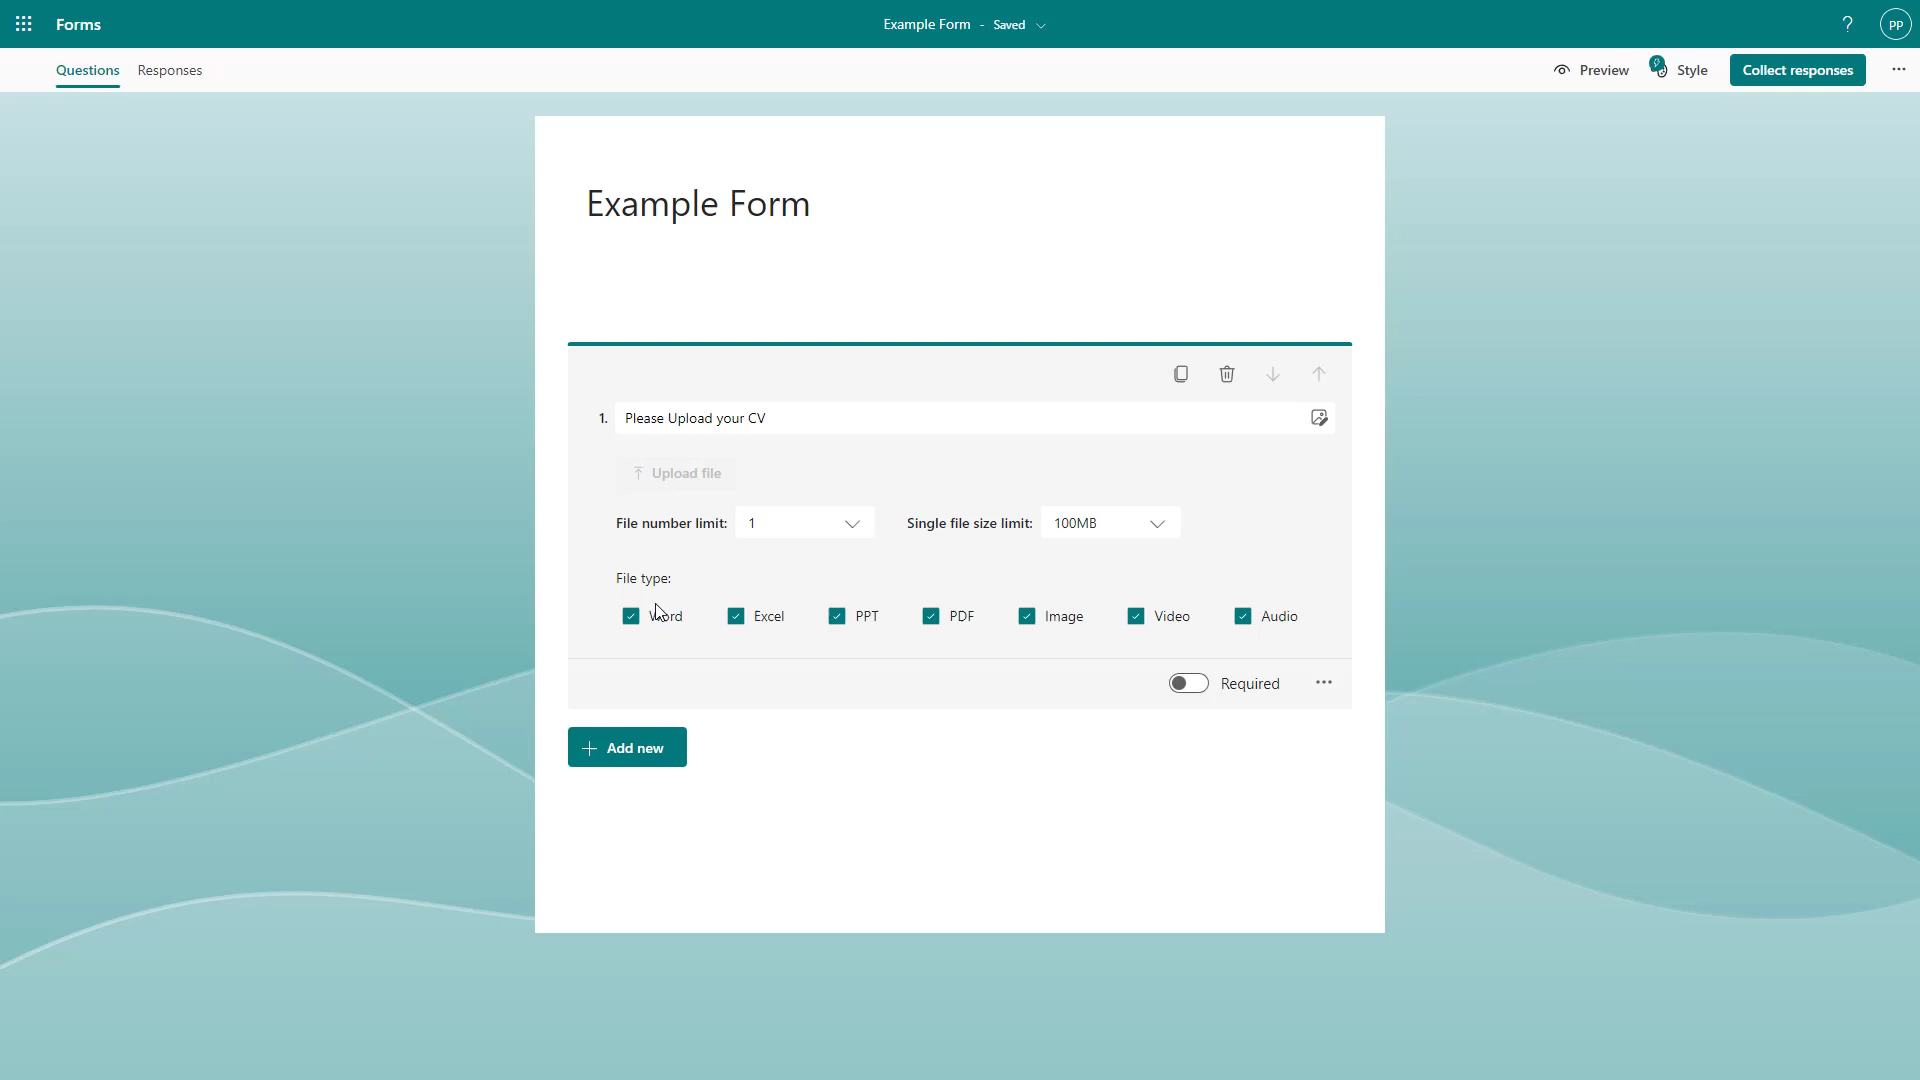 Forms
Example Form - Saved
?
PP
Questions Responses
Preview Style Collect responses ...
Example Form
1. Please Upload your CV
Upload file
File number limit: 1 Single file size limit: 100MB
File type:
Word Excel PPT PDF Image Video Audio
Required ...
+ Add new